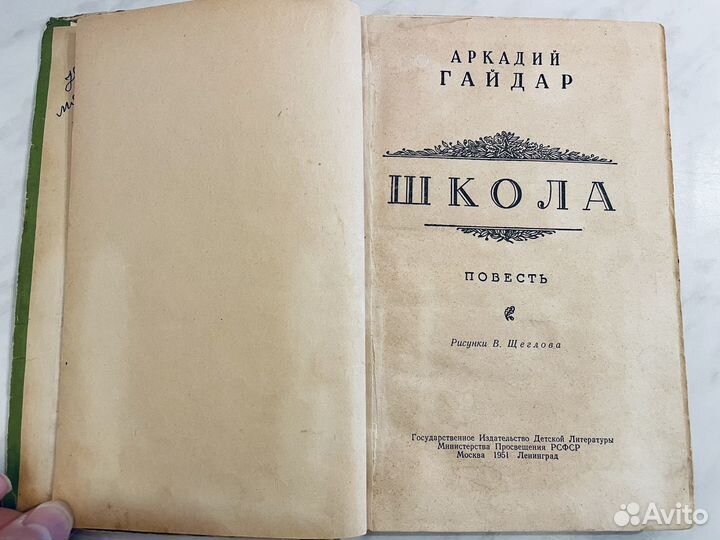 АРКАДИЙ
ГАЙДАР
ШКОЛА
ПОВЕСТЬ
Рисунки В. Щеглова
Государственное Издательство Детской Литературы
Министерства Просвещения РСФСР
Москва 1951 Ленинград
Avito